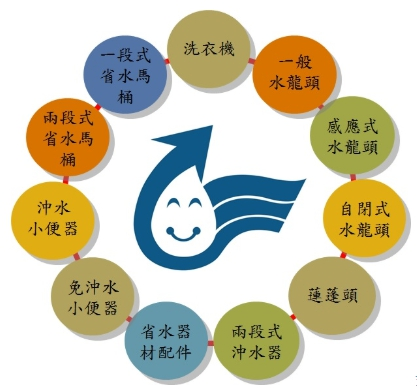 洗衣機
一般
水龍頭
感應式
水龍頭
自閉式
水龍頭
蓮蓬頭
兩段式
沖水器
省水器
材配件
免沖水
小便器
沖水
小便器
兩段式
省水馬
桶
一段式
省水馬
桶